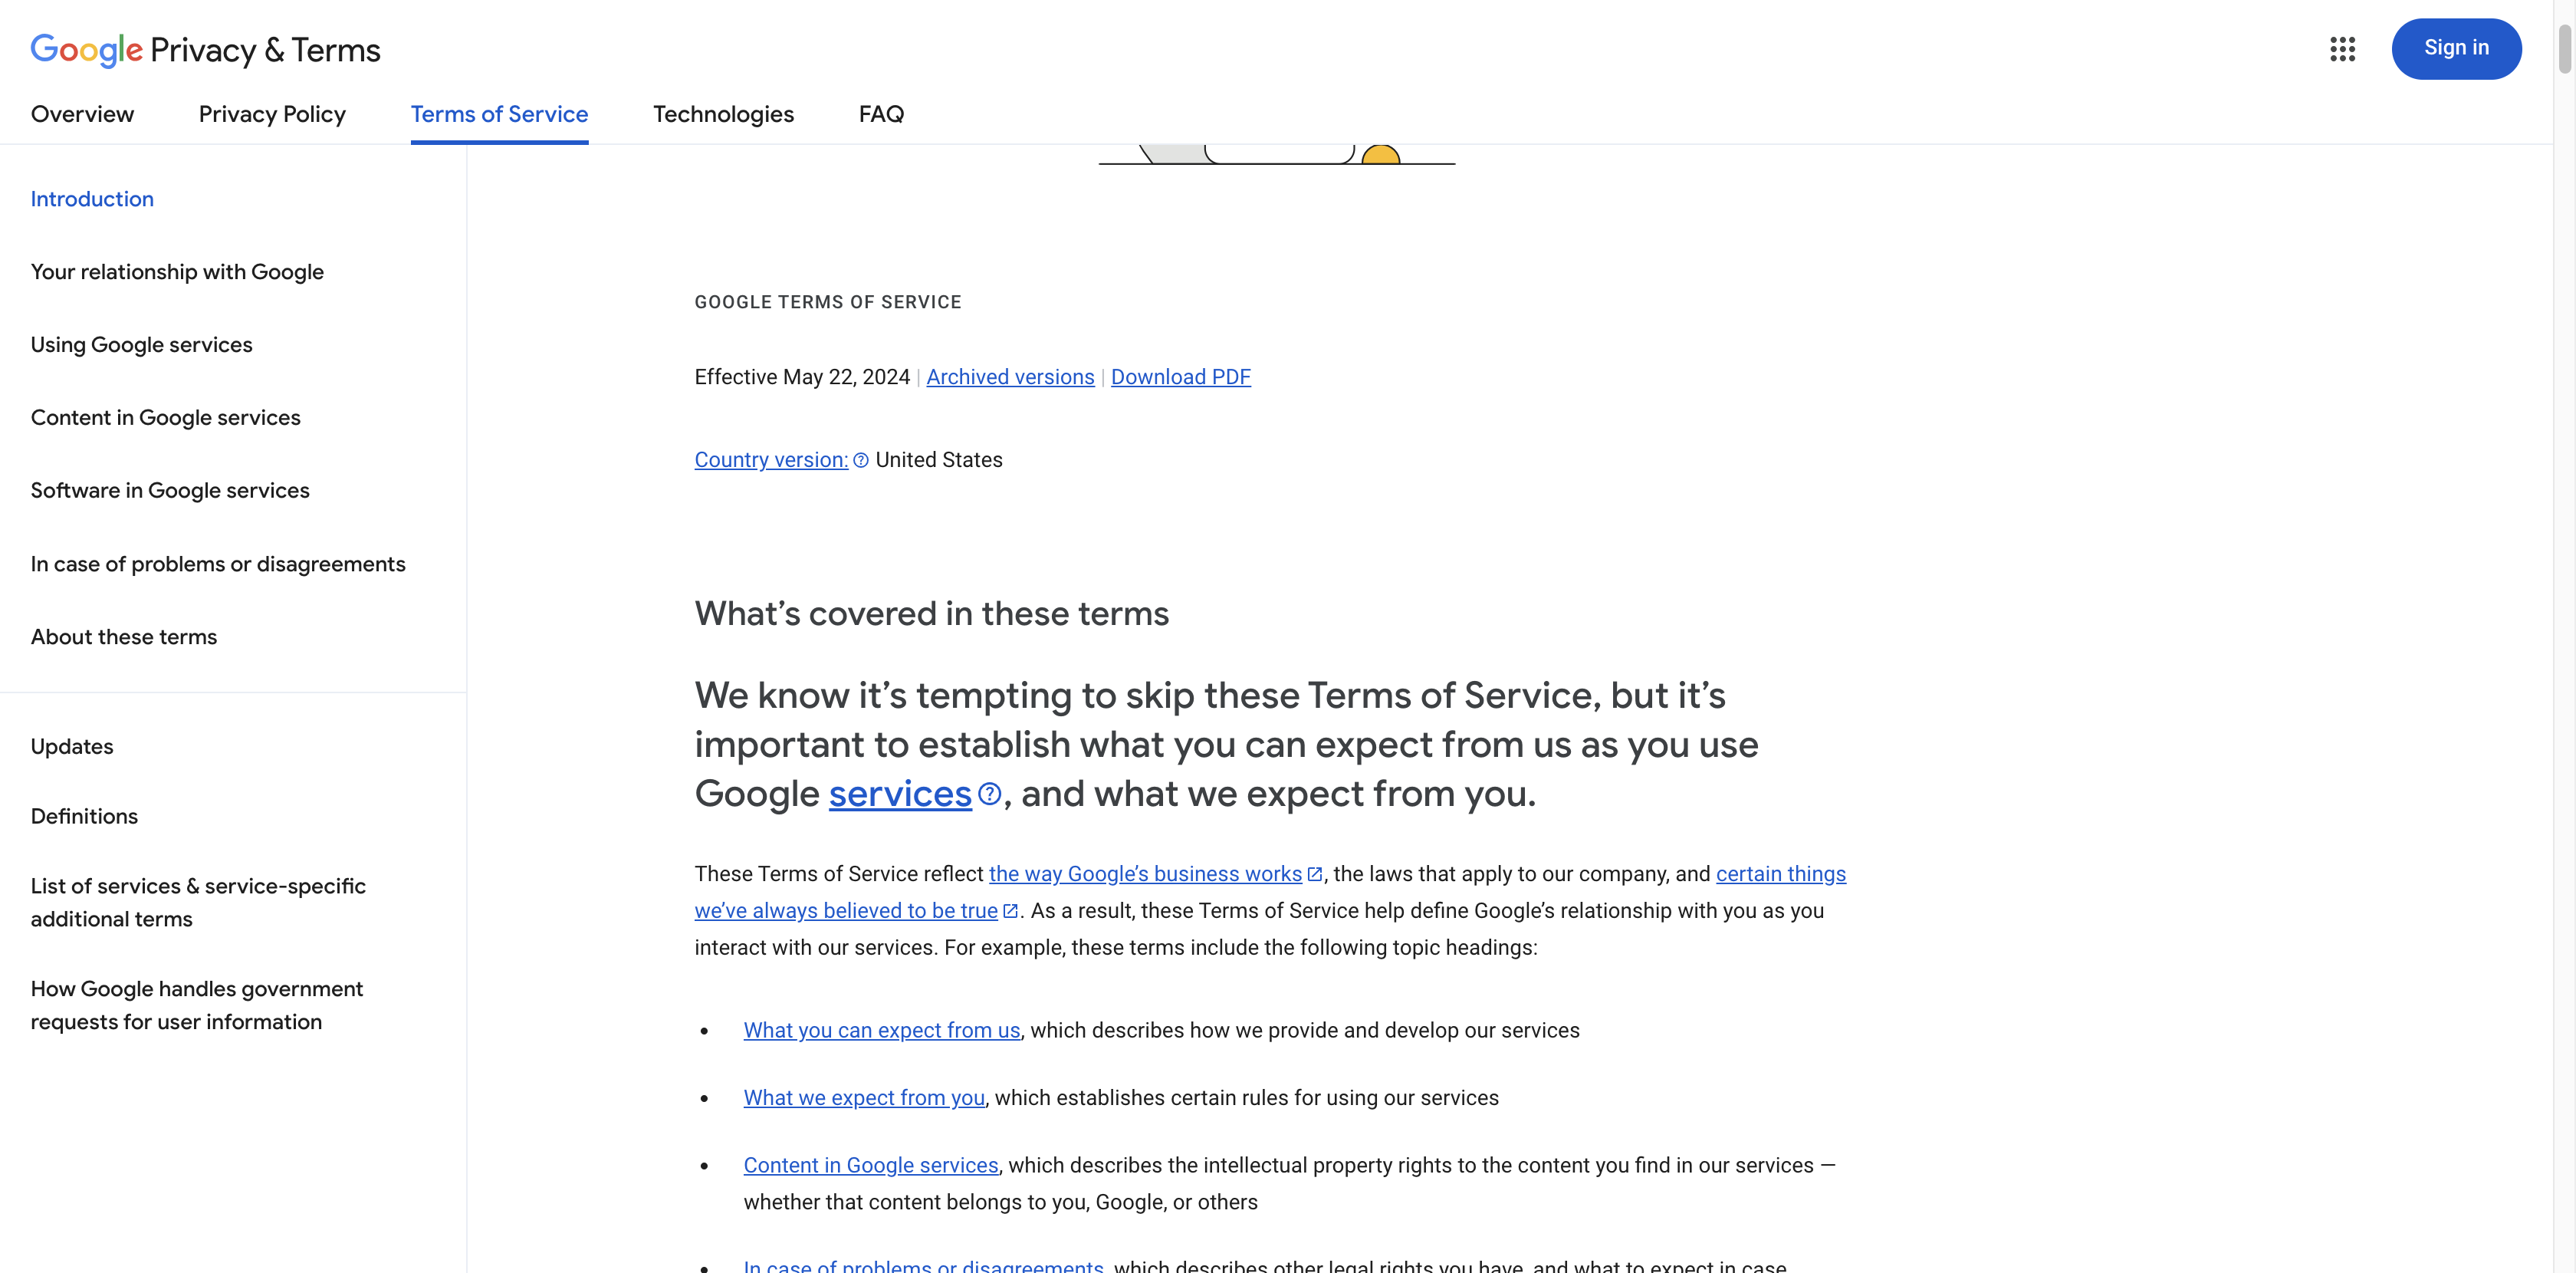 Google Privacy & Terms
Sign in
Overview
Privacy Policy
Terms of Service
Technologies
FAQ
Introduction
Your relationship with Google
Using Google services
Content in Google services
Software in Google services
In case of problems or disagreements
About these terms
Updates
Definitions
List of services & service-specific
additional terms
How Google handles government
requests for user information
GOOGLE TERMS OF SERVICE
Effective May 22, 2024 | Archived versions | Download PDF
Country version: United States
What’s covered in these terms
We know it’s tempting to skip these Terms of Service, but it’s
important to establish what you can expect from us as you use
Google services, and what we expect from you.
These Terms of Service reflect the way Google’s business works, the laws that apply to our company, and certain things
we’ve always believed to be true. As a result, these Terms of Service help define Google’s relationship with you as you
interact with our services. For example, these terms include the following topic headings:
• What you can expect from us, which describes how we provide and develop our services
• What we expect from you, which establishes certain rules for using our services
• Content in Google services, which describes the intellectual property rights to the content you find in our services —
whether that content belongs to you, Google, or others
• In case of problems or disagreements, which describes other legal rights you have, and what to expect in case